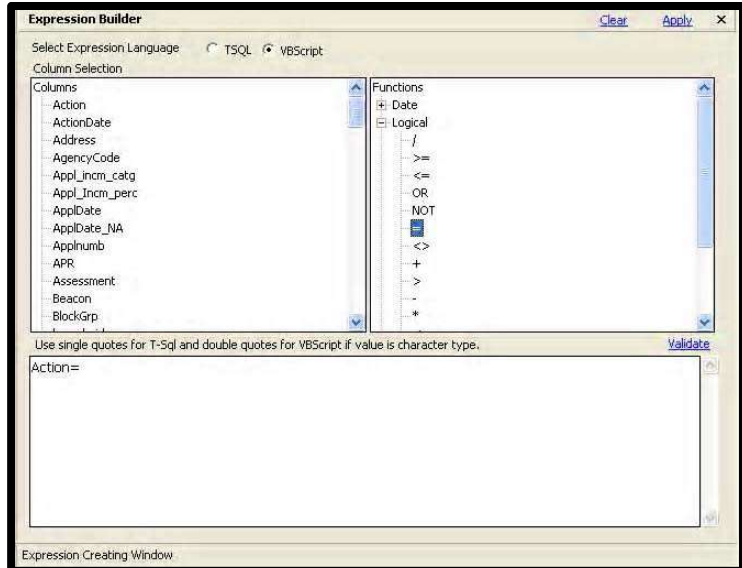 Expression Builder Clear Apply ×
Select Expression Language TSQL VBScript
Column Selection
Columns
Action
ActionDate
Address
AgencyCode
Appl_incm_catg
Appl_Incm_perc
ApplDate
ApplDate_NA
Applnumb
APR
Assessment
Beacon
BlockGrp
Functions
Date
Logical
/
>=
<=
OR
NOT
=
<>
+
>
-
*
Use single quotes for T-Sql and double quotes for VBScript if value is character type. Validate
Action=
Expression Creating Window